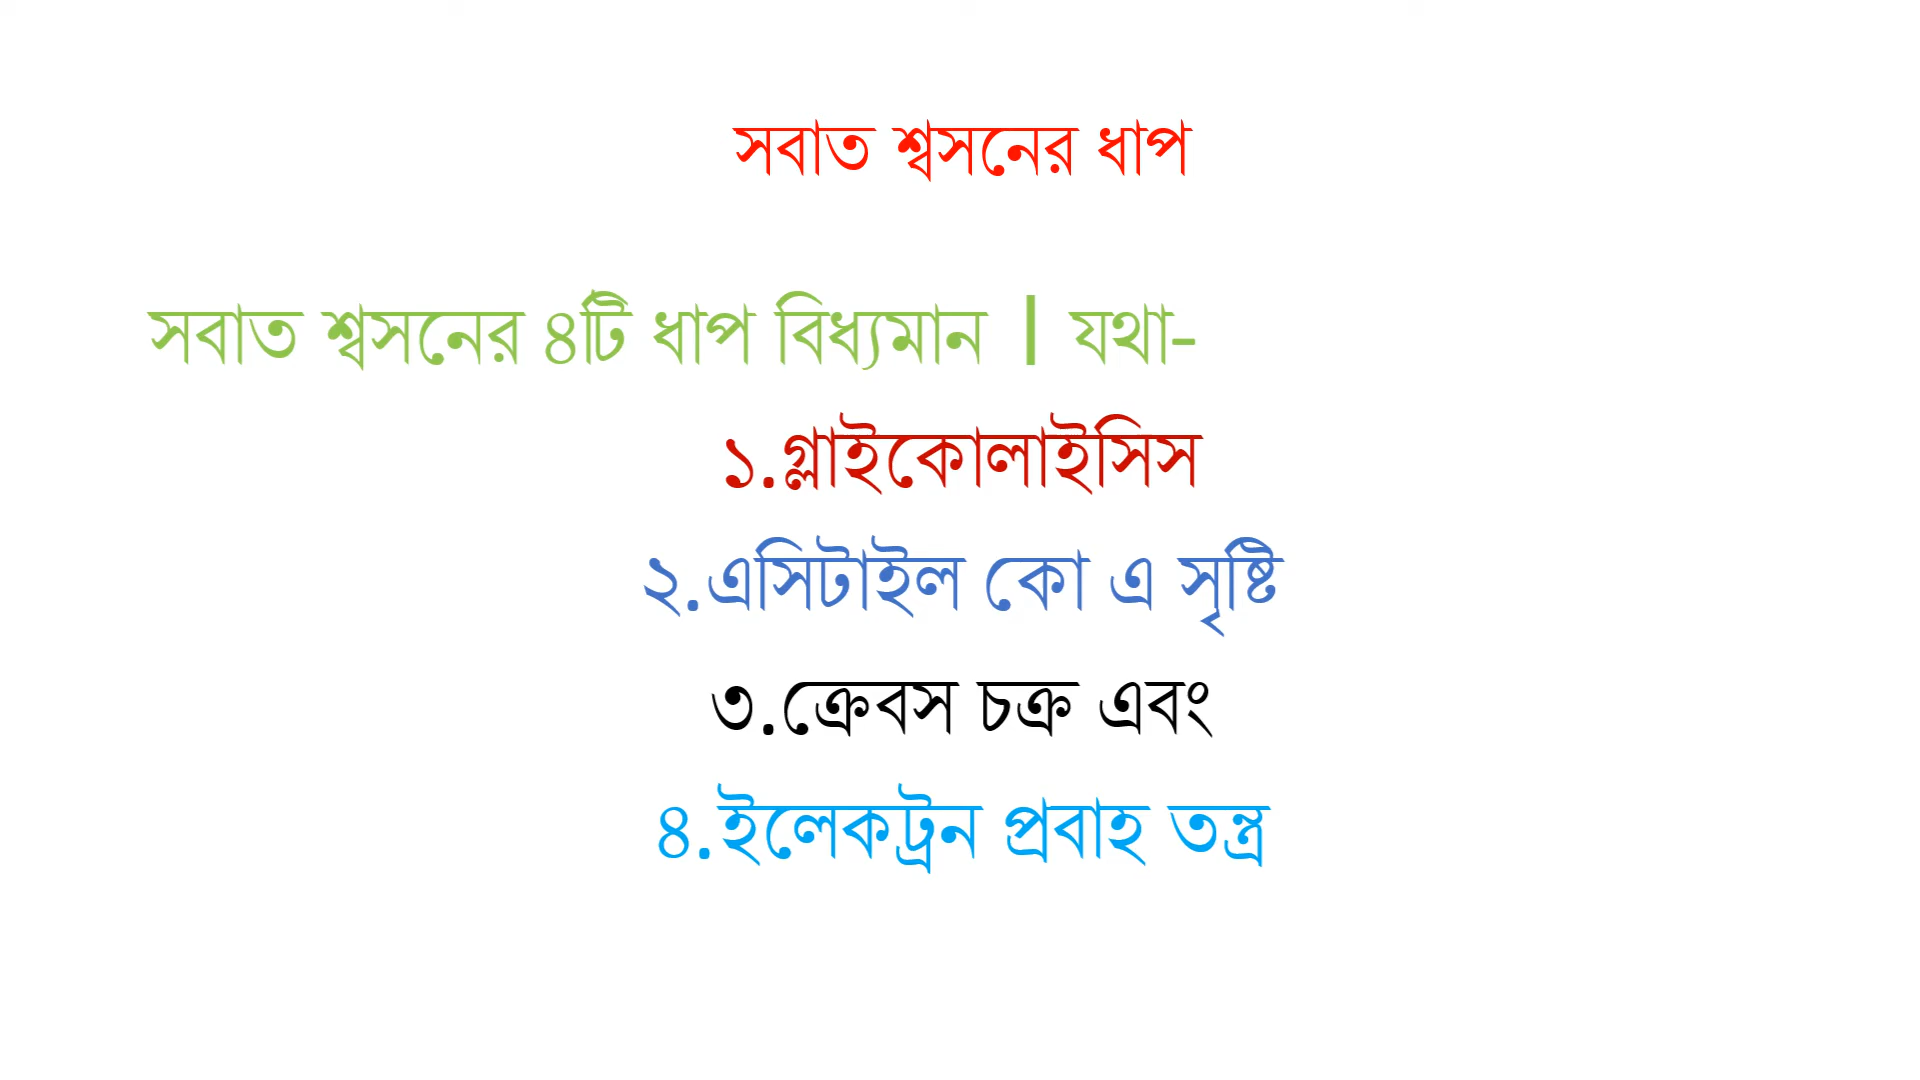 সবাত শ্বসনের ধাপ
সবাত শ্বসনের ৪টি ধাপ বিধ্যমান | যথা-
১.গ্লাইকোলাইসিস
২.এসিটাইল কো এ সৃষ্টি
৩.ক্রেবস চক্র এবং
৪.ইলেকট্রন প্রবাহ তন্ত্র